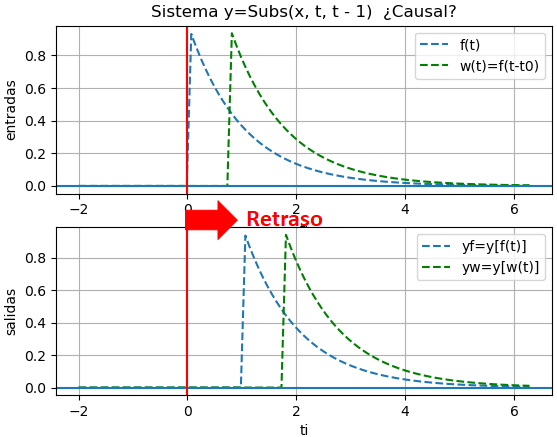 Sistema y=Subs(x, t, t - 1)  ¿Causal?
entradas
0.8
0.6
0.4
0.2
0.0
f(t)
w(t)=f(t-t0)
−2
0
2
4
6
Retraso
salidas
0.8
0.6
0.4
0.2
0.0
yf=y[f(t)]
yw=y[w(t)]
−2
0
2
4
6
ti